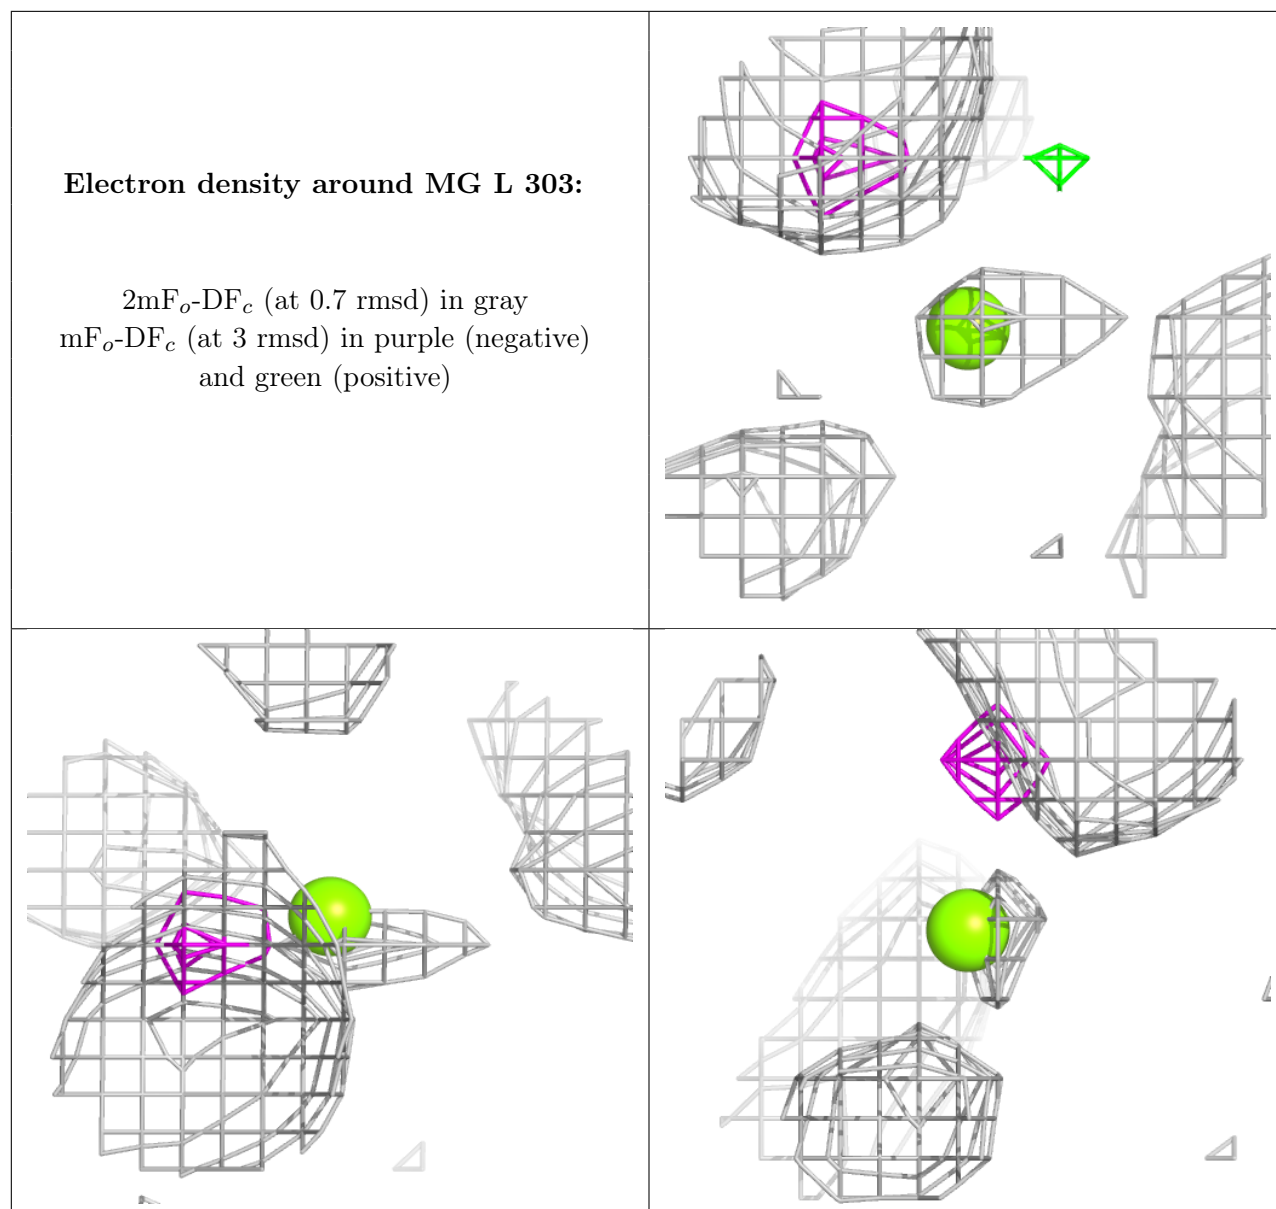 Electron density around MG L 303:
2mFo-DFc (at 0.7 rmsd) in gray
mFo-DFc (at 3 rmsd) in purple (negative)
and green (positive)